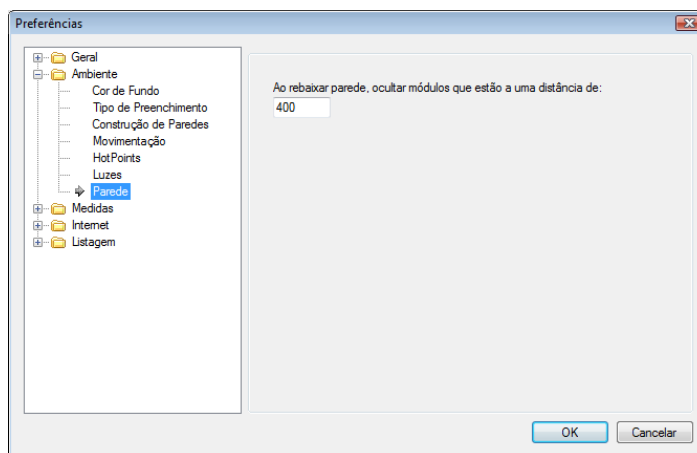 Preferências
Geral
Ambiente
Cor de Fundo
Tipo de Preenchimento
Construção de Paredes
Movimentação
HotPoints
Luzes
Parede
Medidas
Internet
Listagem
Ao rebaixar parede, ocultar módulos que estão a uma distância de:
400
OK
Cancelar